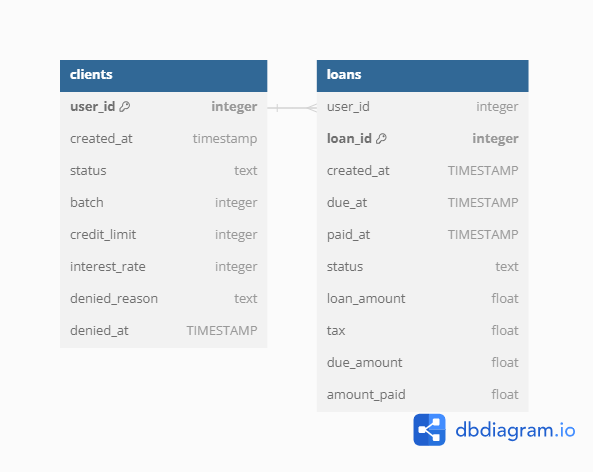 clients
user_id integer
created_at timestamp
status text
batch integer
credit_limit integer
interest_rate integer
denied_reason text
denied_at TIMESTAMP
loans
user_id integer
loan_id integer
created_at TIMESTAMP
due_at TIMESTAMP
paid_at TIMESTAMP
status text
loan_amount float
tax float
due_amount float
amount_paid float
dbdiagram.io